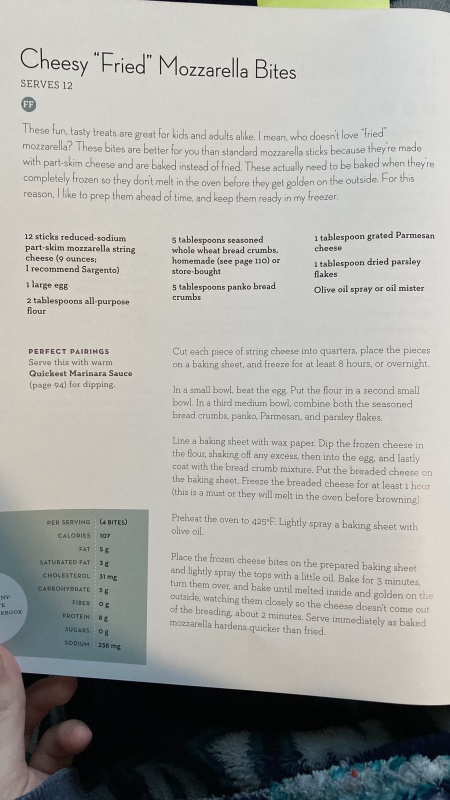 Cheesy "Fried" Mozzarella Bites
SERVES 12
FF
These fun, tasty treats are great for kids and adults alike. I mean, who doesn't love "fried"
mozzarella? These bites are better for you than standard mozzarella sticks because they're made
with part-skim cheese and are baked instead of fried. These actually need to be baked when they're
completely frozen so they don't melt in the oven before they get golden on the outside. For this
reason, I like to prep them ahead of time, and keep them ready in my freezer.
12 sticks reduced-sodium
part-skim mozzarella string
cheese (9 ounces;
I recommend Sargento)
1 large egg
2 tablespoons all-purpose
flour
5 tablespoons seasoned
whole wheat bread crumbs,
homemade (see page 110) or
store-bought
5 tablespoons panko bread
crumbs
1 tablespoon grated Parmesan
cheese
1 tablespoon dried parsley
flakes
Olive oil spray or oil mister
PERFECT PAIRINGS
Serve this with warm
Quickest Marinara Sauce
(page 94) for dipping.
Cut each piece of string cheese into quarters, place the pieces
on a baking sheet, and freeze for at least 8 hours, or overnight.
In a small bowl, beat the egg. Put the flour in a second small
bowl. In a third medium bowl, combine both the seasoned
bread crumbs, panko, Parmesan, and parsley flakes.
Line a baking sheet with wax paper. Dip the frozen cheese in
the flour, shaking off any excess, then into the egg, and lastly
coat with the bread crumb mixture. Put the breaded cheese on
the baking sheet. Freeze the breaded cheese for at least 1 hour
(this is a must or they will melt in the oven before browning).
Preheat the oven to 425°F. Lightly spray a baking sheet with
olive oil.
Place the frozen cheese bites on the prepared baking sheet
and lightly spray the tops with a little oil. Bake for 3 minutes,
turn them over, and bake until melted inside and golden on the
outside, watching them closely so the cheese doesn't come out
of the breading, about 2 minutes. Serve immediately as baked
mozzarella hardens quicker than fried.
PER SERVING (4 BITES)
CALORIES 107
FAT 5 g
SATURATED FAT 3 g
CHOLESTEROL 31 mg
CARBOHYDRATE 5 g
FIBER 0 g
PROTEIN 8 g
SUGARS 0 g
SODIUM 238 mg